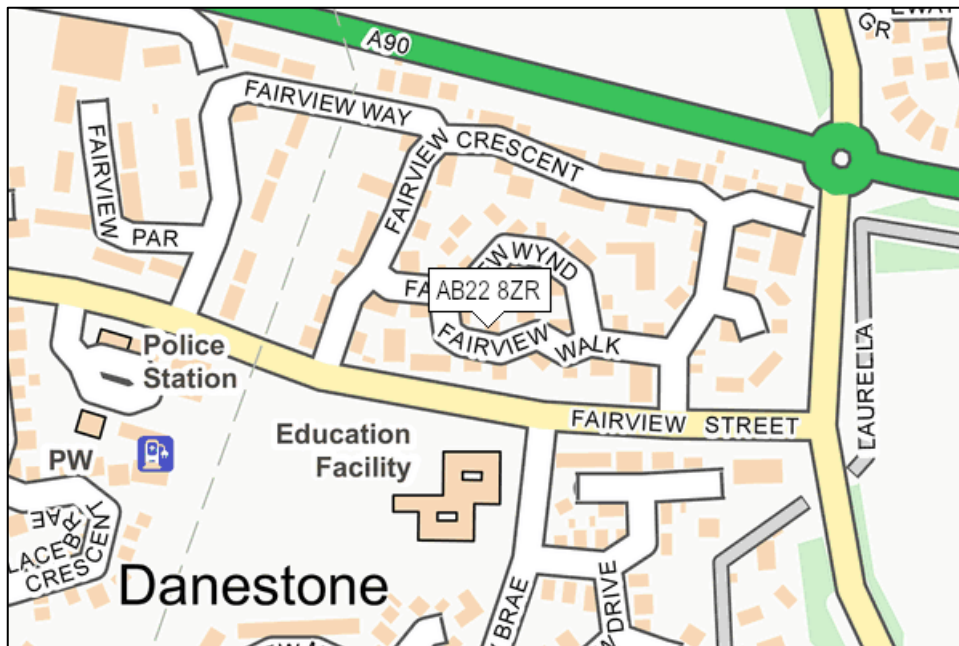 GR
A90
FAIRVIEW WAY
FAIRVIEW
CRESCENT
FAIRVIEW
FAIRVIEW
PAR
WYND
AB22 8ZR
FAIRVIEW
WALK
LAURELLA
Police
Station
FAIRVIEW STREET
Education
Facility
PW
CRESCENT
Danestone
BRAE
DRIVE